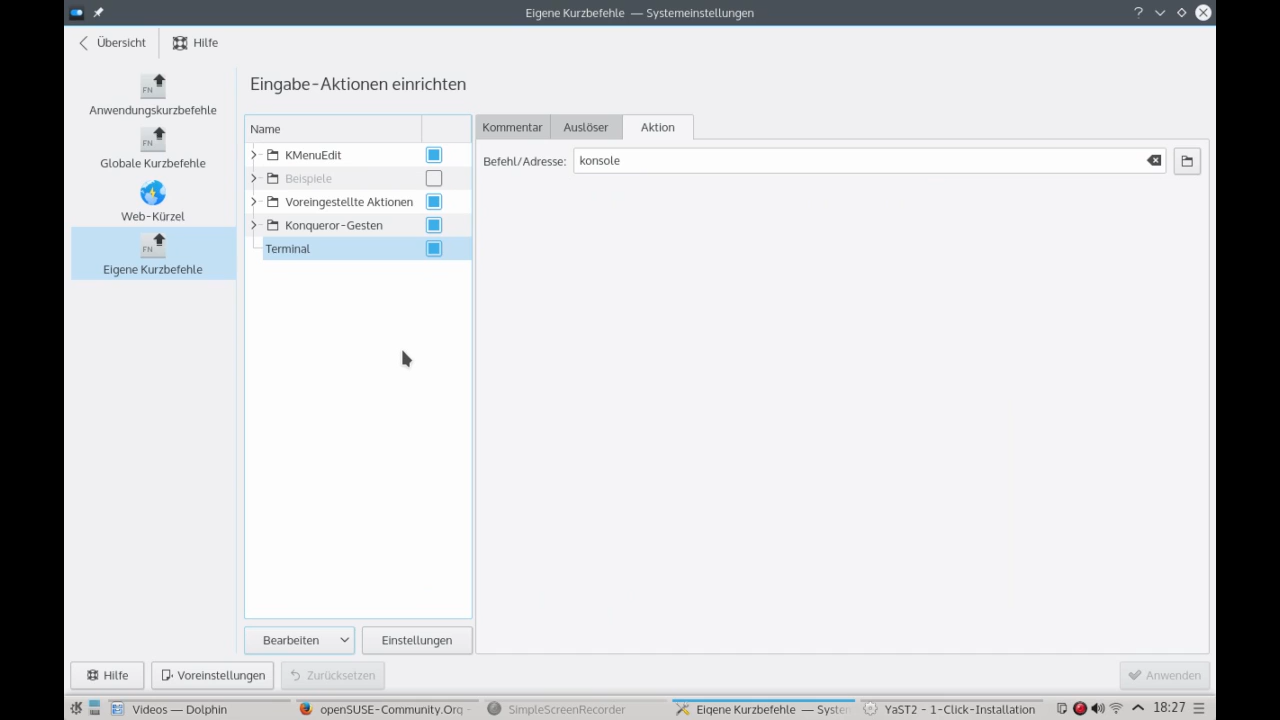 Eigene Kurzbefehle — Systemeinstellungen
Übersicht Hilfe
Anwendungskurzbefehle
Globale Kurzbefehle
Web-Kürzel
Eigene Kurzbefehle
Eingabe-Aktionen einrichten
Name
KMenuEdit
Beispiele
Voreingestellte Aktionen
Konqueror-Gesten
Terminal
Bearbeiten Einstellungen
Kommentar Auslöser Aktion
Befehl/Adresse: konsole
Hilfe Voreinstellungen Zurücksetzen Anwenden
Videos — Dolphin openSUSE-Community.Org - SimpleScreenRecorder Eigene Kurzbefehle — System YaST2 - 1-Click-Installation 18:27